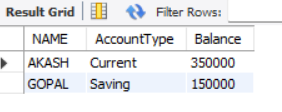 Result Grid Filter Rows:
NAME AccountType Balance
AKASH Current 350000
GOPAL Saving 150000